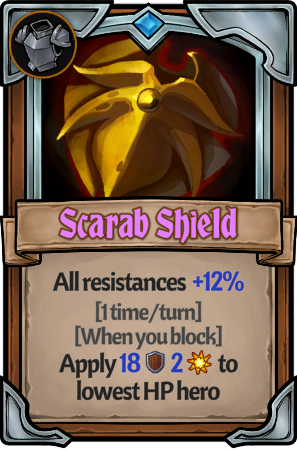 Scarab Shield
All resistances +12%
[1 time/turn]
[When you block]
Apply 18 2 to
lowest HP hero